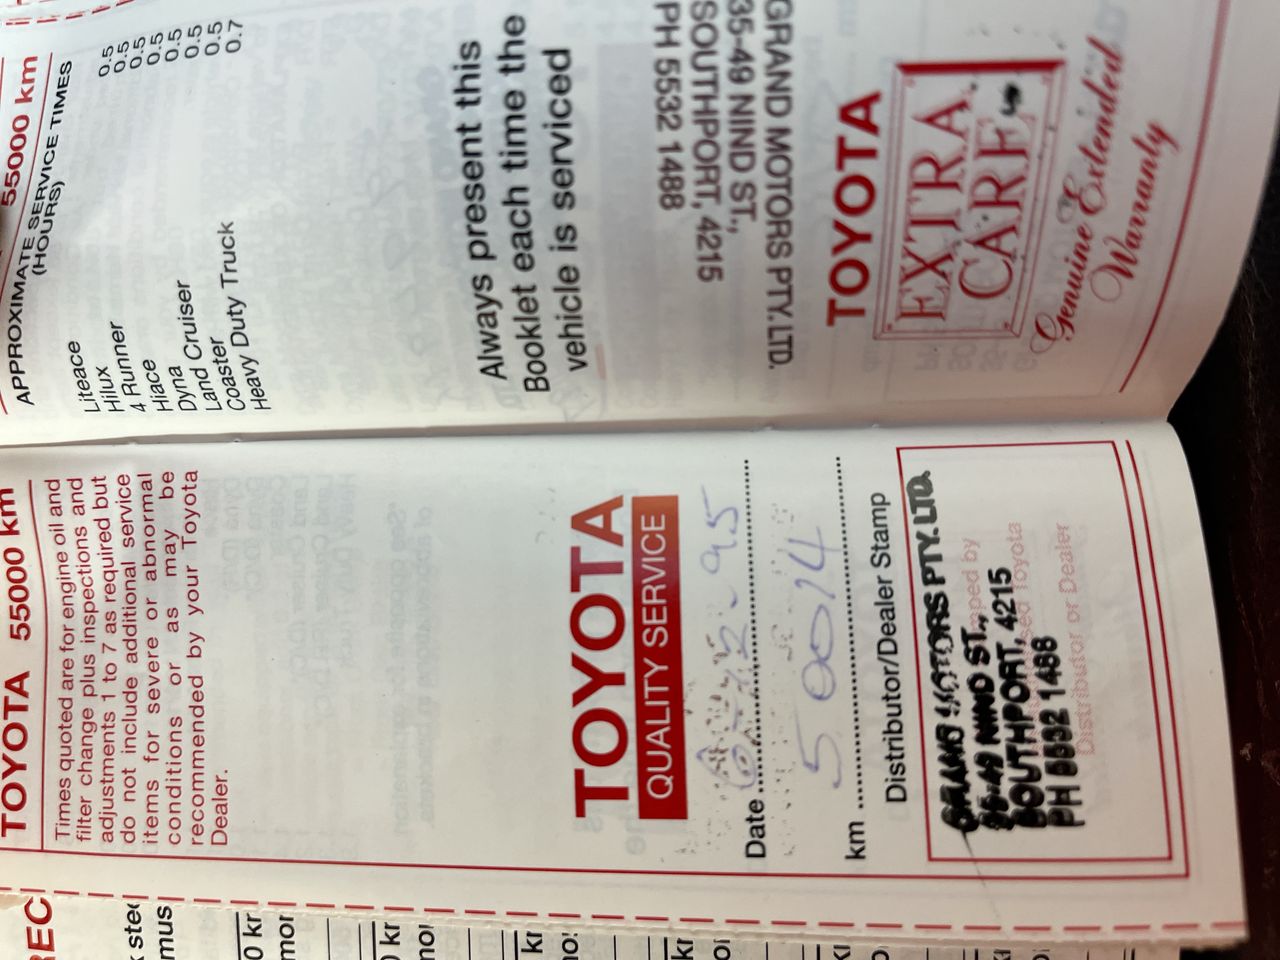 TOYOTA 55000 km
Times quoted are for engine oil and
filter change plus inspections and
adjustments 1 to 7 as required but
do not include additional service
items for severe or abnormal
conditions or as may be
recommended by your Toyota
Dealer.
TOYOTA
QUALITY SERVICE
Date
km 50014
Distributor/Dealer Stamp
GRAND MOTORS PTY. LTD.
35-49 NIND ST.,
SOUTHPORT, 4215
PH 5532 1488
Distributor or Dealer
55000 km
APPROXIMATE SERVICE TIMES
(HOURS)
Liteace 0.5
Hilux 0.5
4 Runner 0.5
Hiace 0.5
Dyna 0.5
Land Cruiser 0.5
Coaster 0.5
Heavy Duty Truck 0.7
Always present this
Booklet each time the
vehicle is serviced
GRAND MOTORS PTY. LTD.
35-49 NIND ST.,
SOUTHPORT, 4215
PH 5532 1488
TOYOTA
EXTRA
CARE
Genuine Extended
Warranty